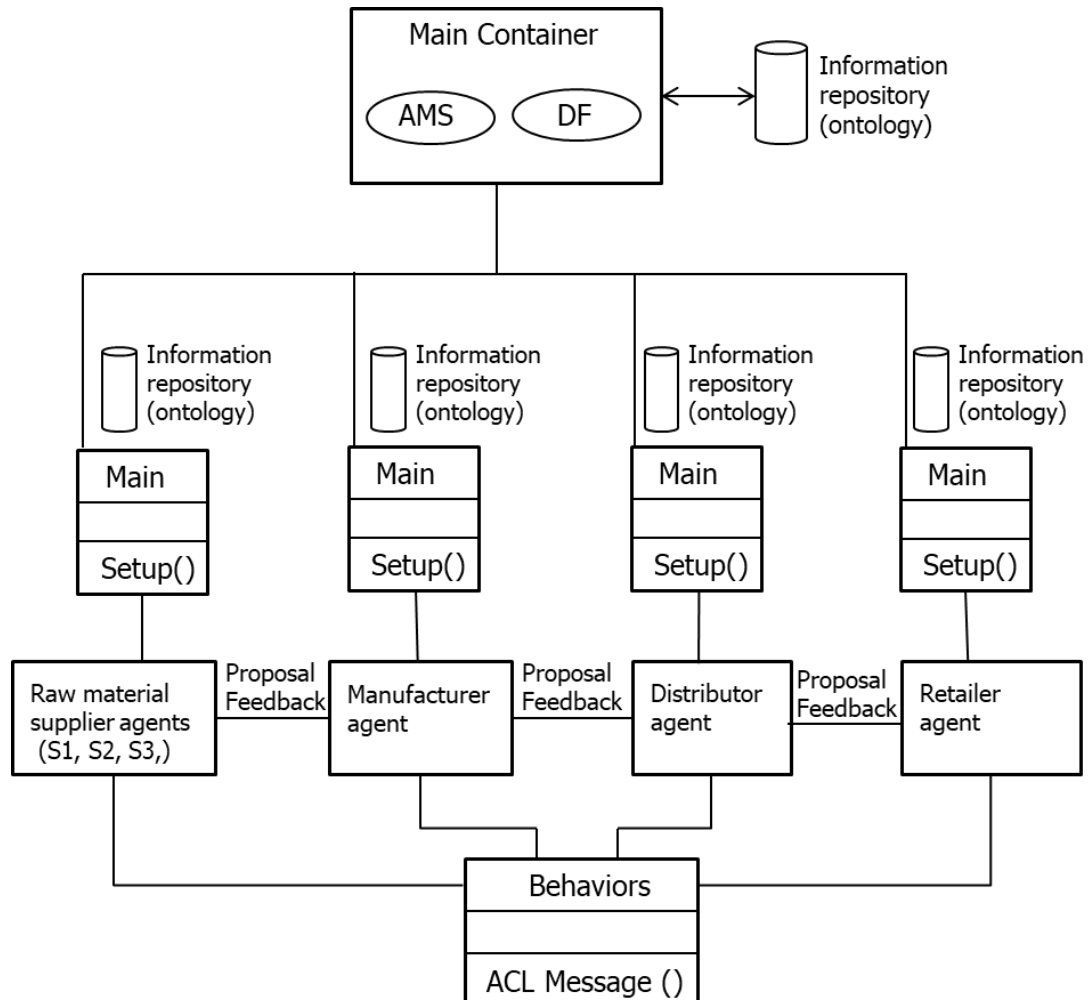 Main Container
AMS
DF
Information
repository
(ontology)
Information
repository
(ontology)
Information
repository
(ontology)
Information
repository
(ontology)
Information
repository
(ontology)
Main
Setup()
Main
Setup()
Main
Setup()
Main
Setup()
Raw material
supplier agents
(S1, S2, S3,)
Proposal
Feedback
Manufacturer
agent
Proposal
Feedback
Distributor
agent
Proposal
Feedback
Retailer
agent
Behaviors
ACL Message ()